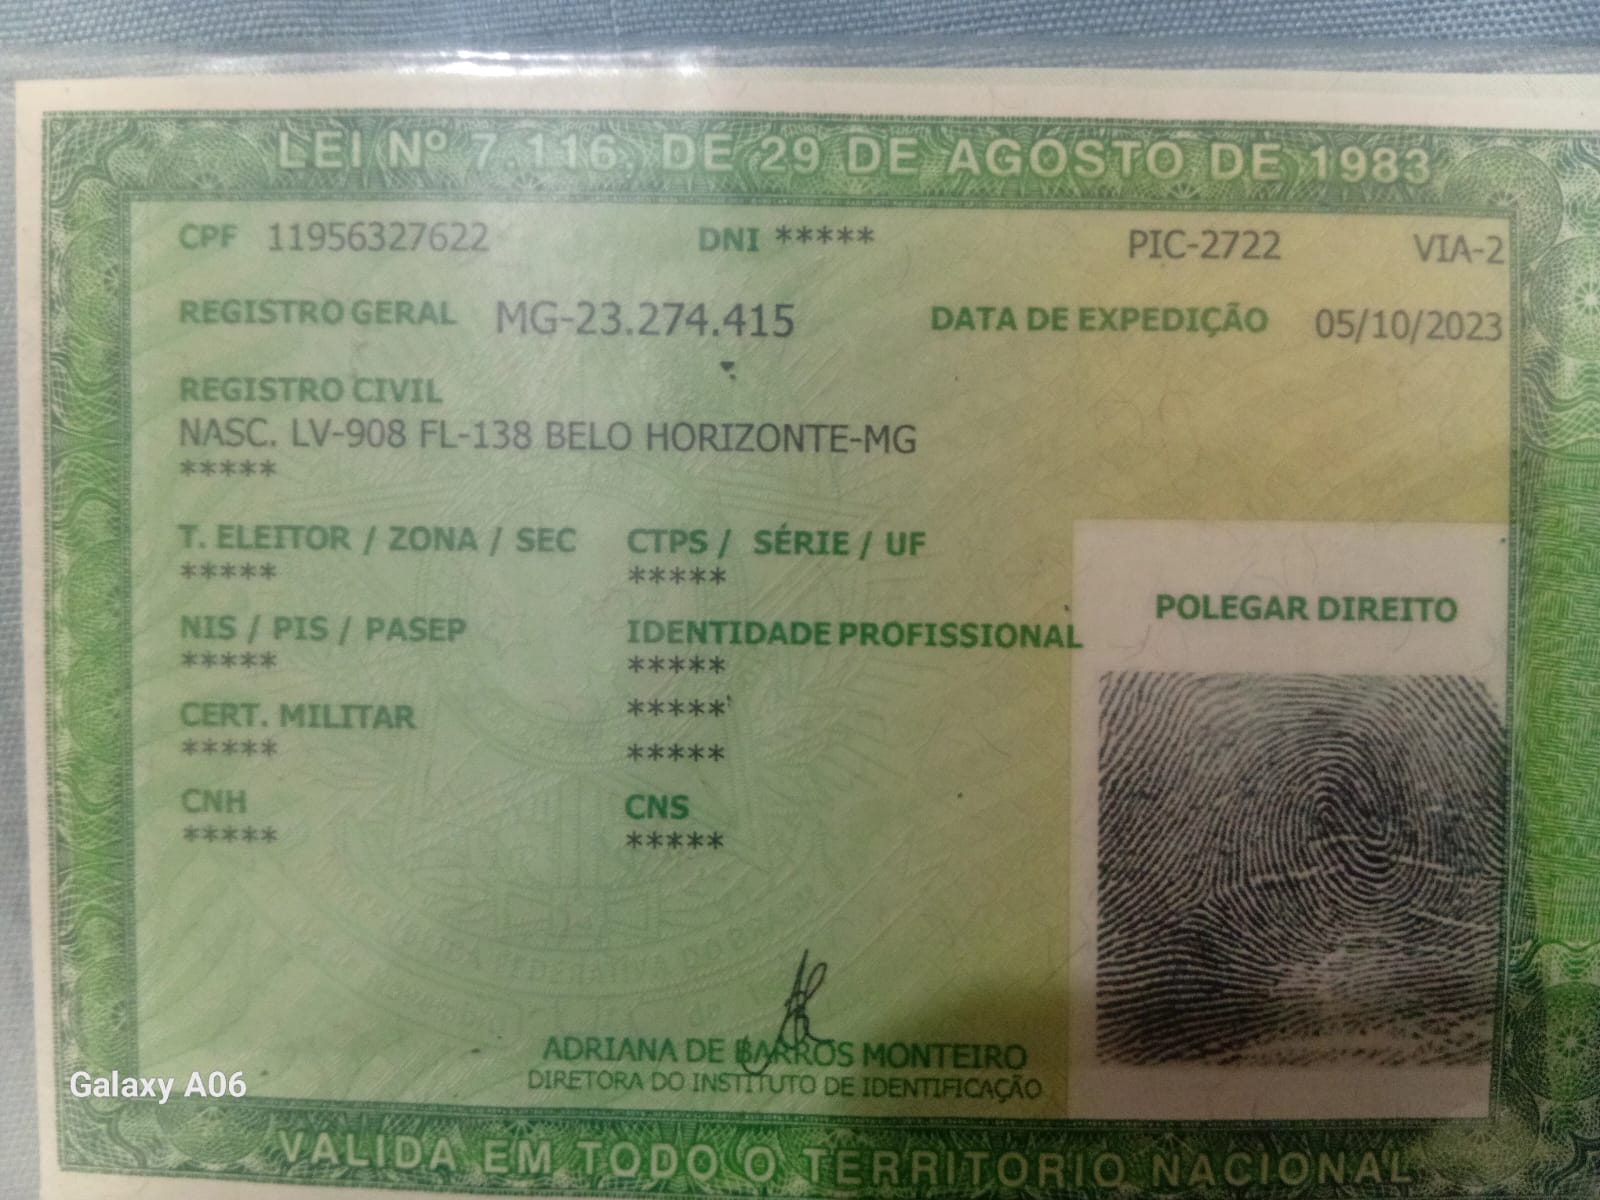 LEI Nº 7.116, DE 29 DE AGOSTO DE 1983
CPF 11956327622 DNI ***** PIC-2722 VIA-2
REGISTRO GERAL MG-23.274.415 DATA DE EXPEDIÇÃO 05/10/2023
REGISTRO CIVIL
NASC. LV-908 FL-138 BELO HORIZONTE-MG
*****
T. ELEITOR / ZONA / SEC CTPS / SÉRIE / UF
***** *****
POLEGAR DIREITO
NIS / PIS / PASEP IDENTIDADE PROFISSIONAL
***** *****
CERT. MILITAR *****
***** *****
CNH CNS
***** *****
ADRIANA DE BARROS MONTEIRO
DIRETORA DO INSTITUTO DE IDENTIFICAÇÃO
Galaxy A06
VALIDA EM TODO O TERRITORIO NACIONAL